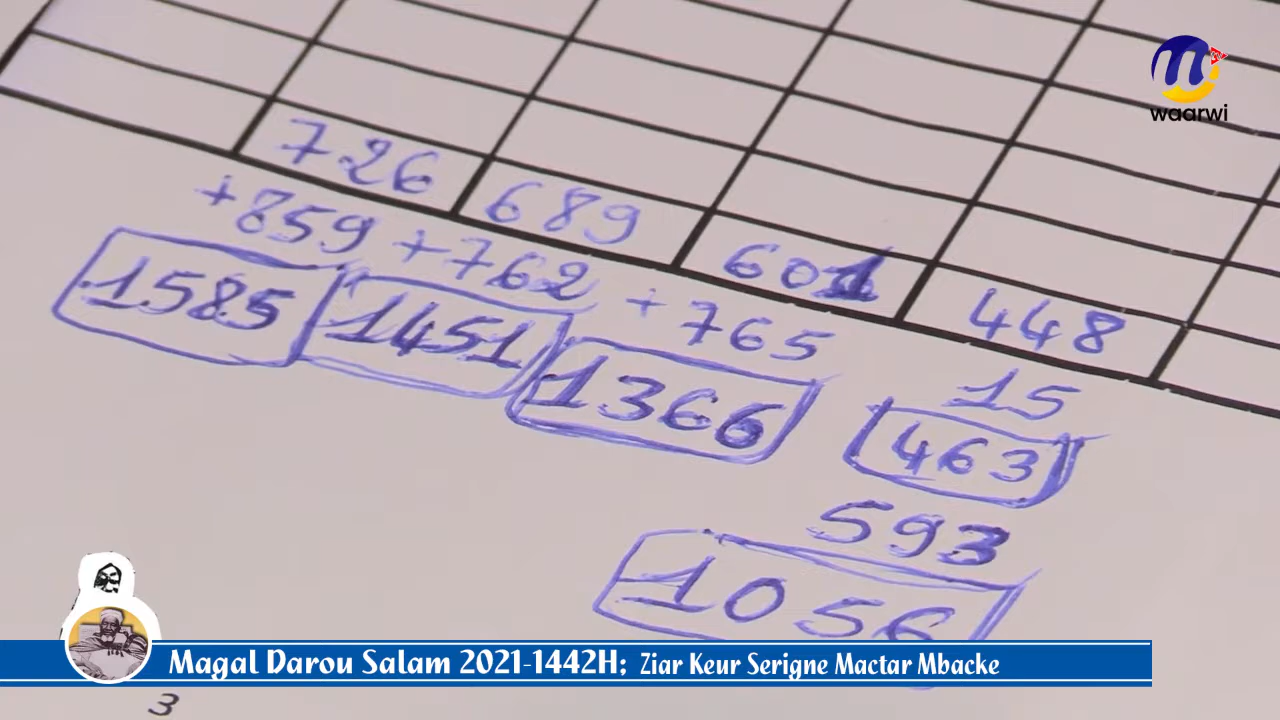 waarwi
726 689 601 448
+859 +762 +765 15
1585 1451 1366 463
593
1056
Magal Darou Salam 2021-1442H; Ziar Keur Serigne Mactar Mbacke
3